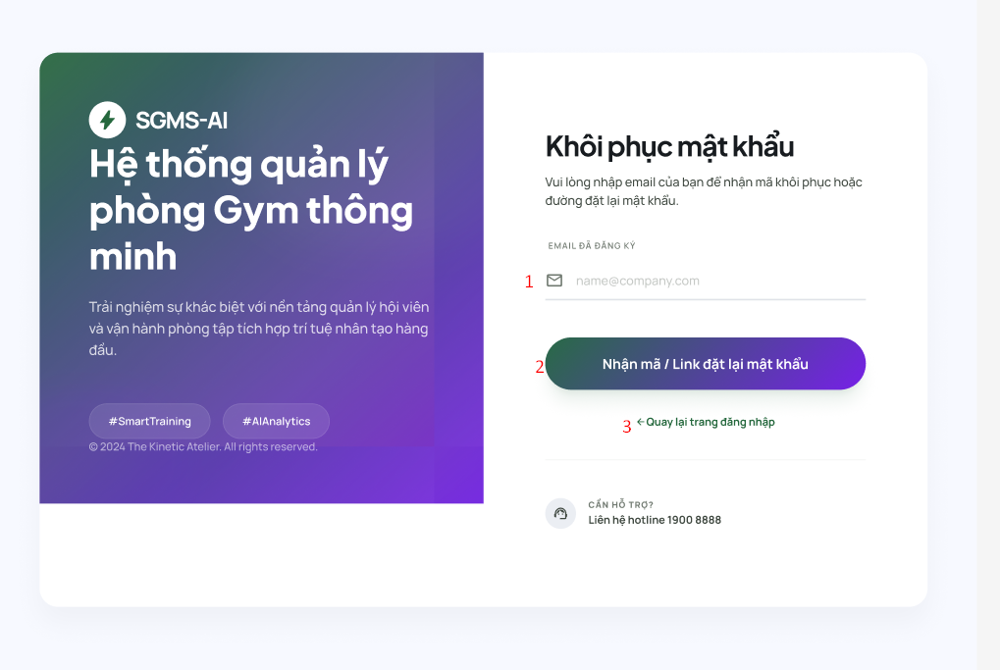 SGMS-AI
Hệ thống quản lý
phòng Gym thông
minh
Trải nghiệm sự khác biệt với nền tảng quản lý hội viên
và vận hành phòng tập tích hợp trí tuệ nhân tạo hàng
đầu.
#SmartTraining
#AIAnalytics
© 2024 The Kinetic Atelier. All rights reserved.
Khôi phục mật khẩu
Vui lòng nhập email của bạn để nhận mã khôi phục hoặc
đường đặt lại mật khẩu.
EMAIL ĐÃ ĐĂNG KÝ
1 name@company.com
2 Nhận mã / Link đặt lại mật khẩu
3 ← Quay lại trang đăng nhập
CẦN HỖ TRỢ?
Liên hệ hotline 1900 8888